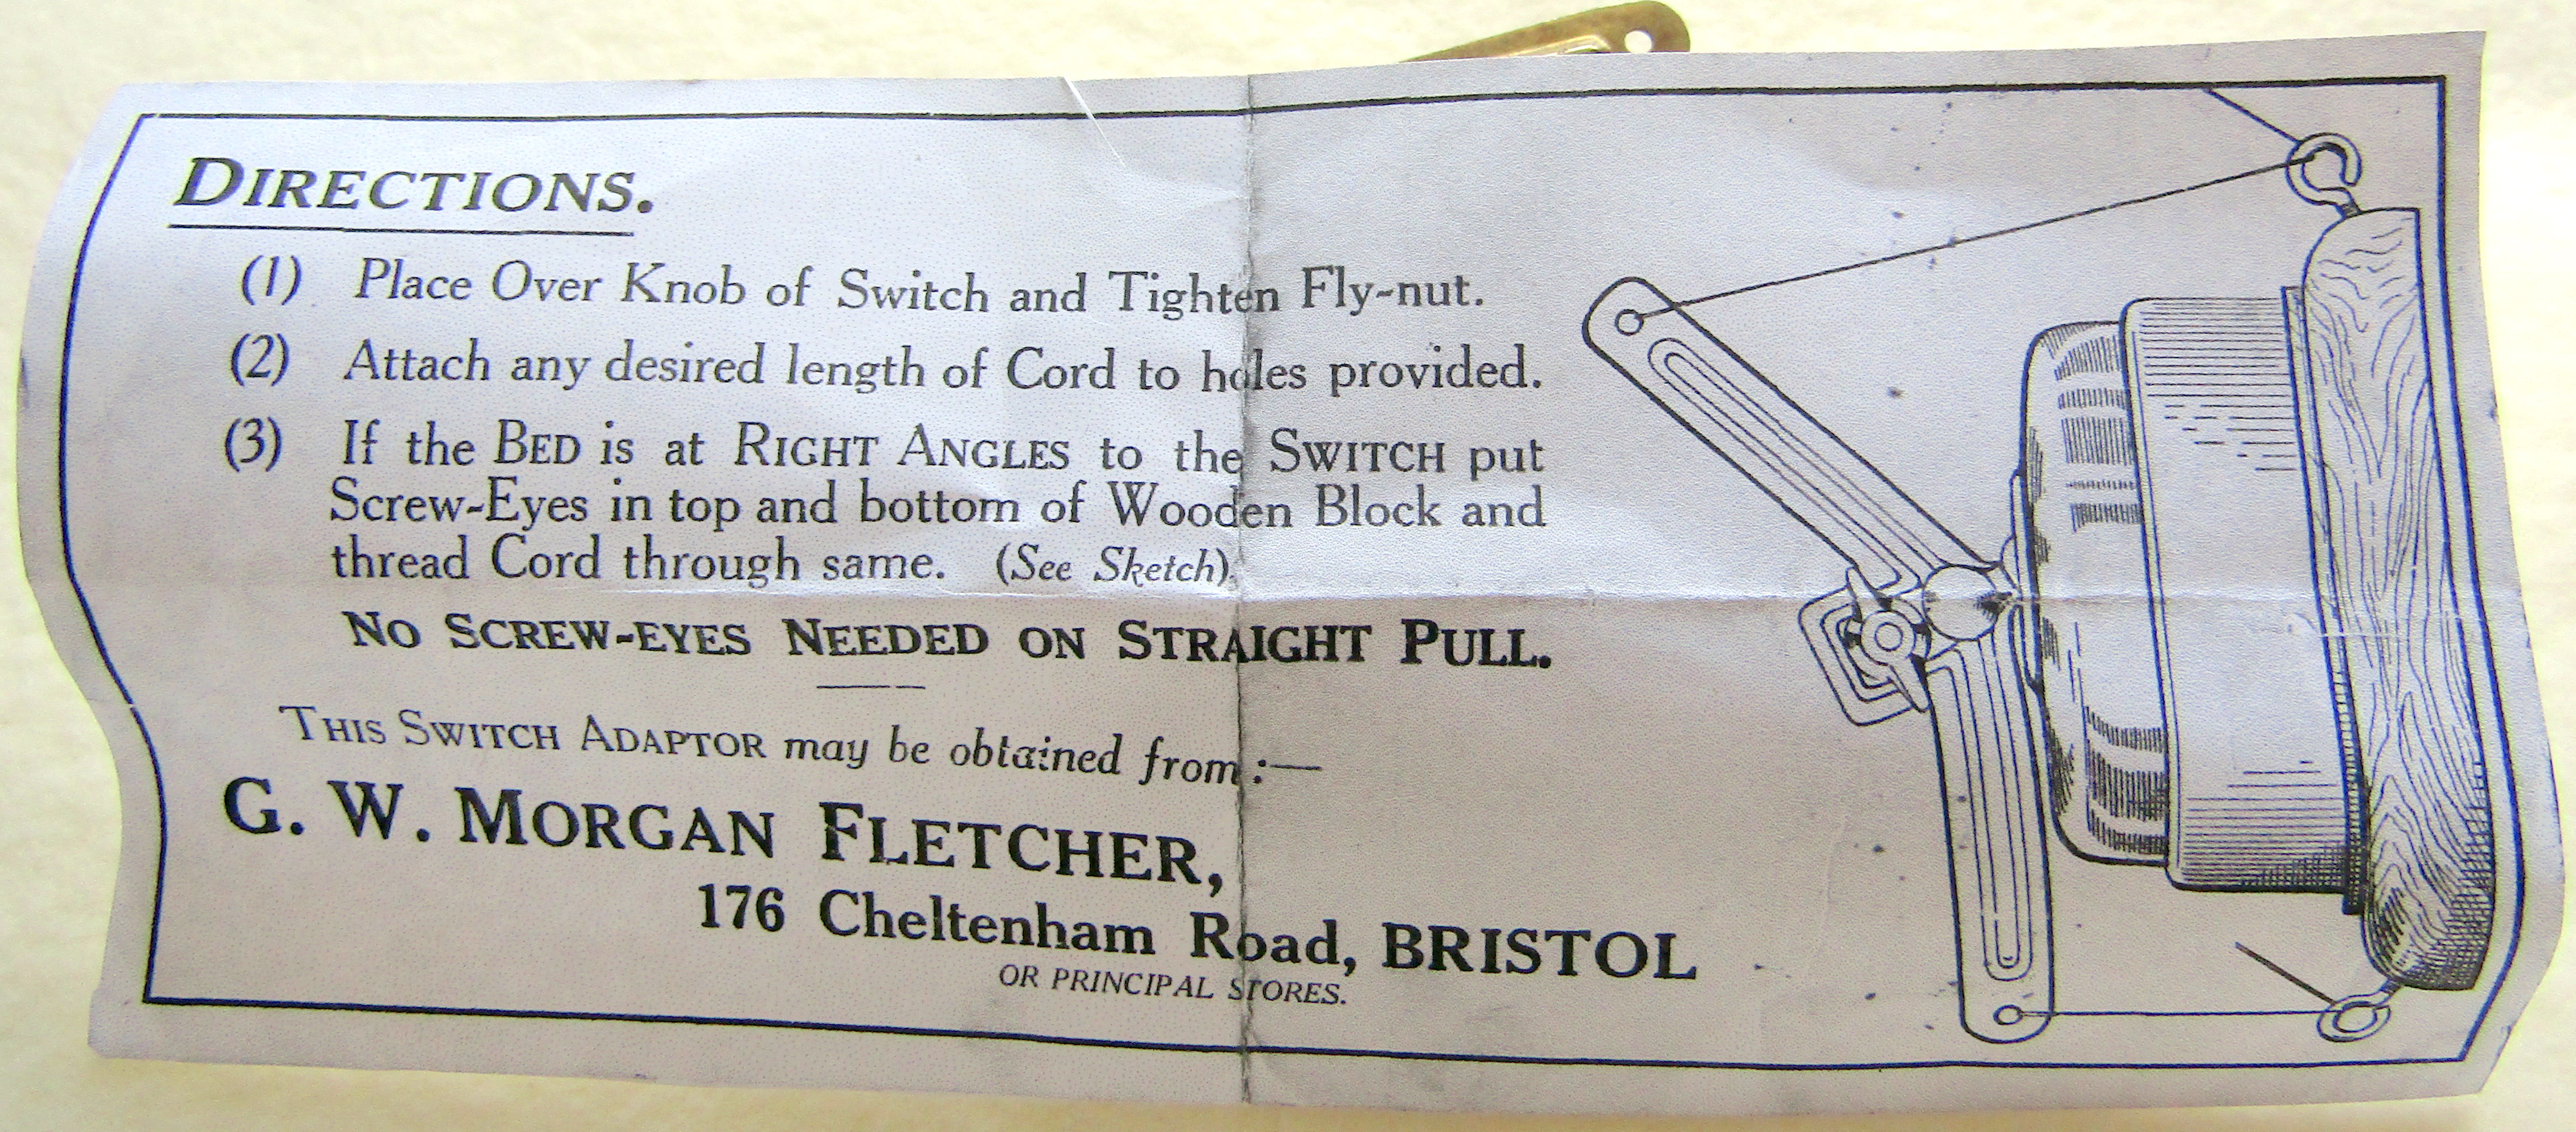 DIRECTIONS.
(1) Place Over Knob of Switch and Tighten Fly-nut.
(2) Attach any desired length of Cord to holes provided.
(3) If the BED is at RIGHT ANGLES to the SWITCH put
Screw-Eyes in top and bottom of Wooden Block and
thread Cord through same. (See Sketch).
NO SCREW-EYES NEEDED ON STRAIGHT PULL.
THIS SWITCH ADAPTOR may be obtained from :—
G. W. MORGAN FLETCHER,
176 Cheltenham Road, BRISTOL
OR PRINCIPAL STORES.